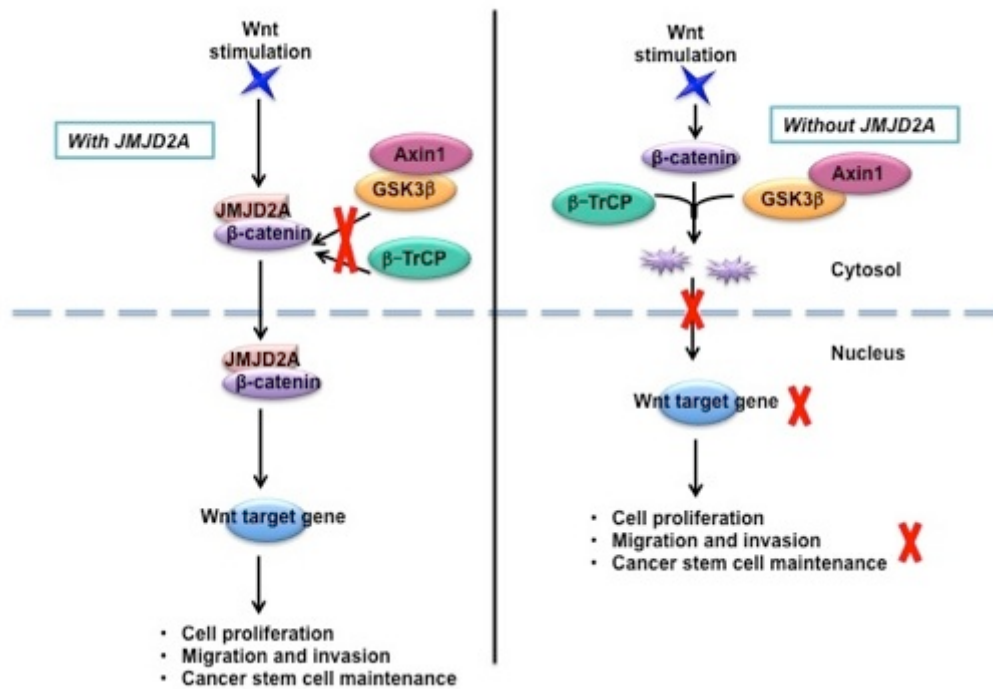 Wnt
stimulation
With JMJD2A
Axin1
GSK3β
JMJD2A
β-catenin
β-TrCP
JMJD2A
β-catenin
Wnt target gene
• Cell proliferation
• Migration and invasion
• Cancer stem cell maintenance
Wnt
stimulation
Without JMJD2A
β-catenin
Axin1
β-TrCP
GSK3β
Cytosol
Nucleus
Wnt target gene
• Cell proliferation
• Migration and invasion
• Cancer stem cell maintenance